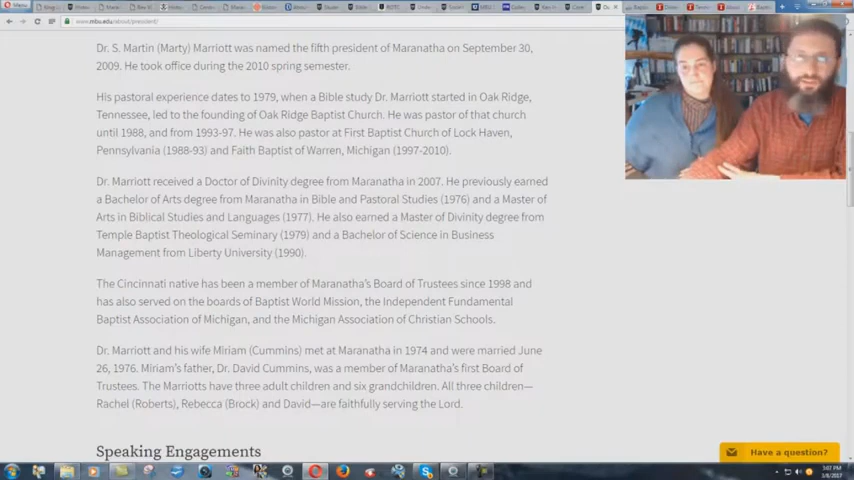 Menu
www.mbu.edu/about/president/
Dr. S. Martin (Marty) Marriott was named the fifth president of Maranatha on September 30,
2009. He took office during the 2010 spring semester.
His pastoral experience dates to 1979, when a Bible study Dr. Marriott started in Oak Ridge,
Tennessee, led to the founding of Oak Ridge Baptist Church. He was pastor of that church
until 1988, and from 1993-97. He was also pastor at First Baptist Church of Lock Haven,
Pennsylvania (1988-93) and Faith Baptist of Warren, Michigan (1997-2010).
Dr. Marriott received a Doctor of Divinity degree from Maranatha in 2007. He previously earned
a Bachelor of Arts degree from Maranatha in Bible and Pastoral Studies (1976) and a Master of
Arts in Biblical Studies and Languages (1977). He also earned a Master of Divinity degree from
Temple Baptist Theological Seminary (1979) and a Bachelor of Science in Business
Management from Liberty University (1990).
The Cincinnati native has been a member of Maranatha's Board of Trustees since 1998 and
has also served on the boards of Baptist World Mission, the Independent Fundamental
Baptist Association of Michigan, and the Michigan Association of Christian Schools.
Dr. Marriott and his wife Miriam (Cummins) met at Maranatha in 1974 and were married June
26, 1976. Miriam's father, Dr. David Cummins, was a member of Maranatha's first Board of
Trustees. The Marriotts have three adult children and six grandchildren. All three children—
Rachel (Roberts), Rebecca (Brock) and David—are faithfully serving the Lord.
Speaking Engagements
Have a question?
3:07 PM
3/8/2017